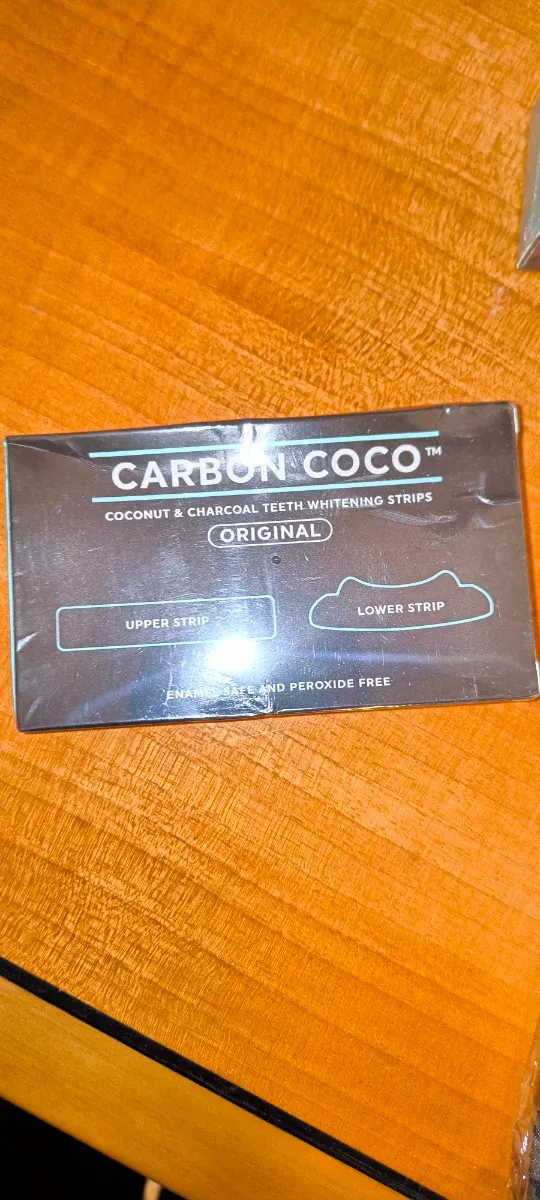 CARBON COCO™
COCONUT & CHARCOAL TEETH WHITENING STRIPS
ORIGINAL
UPPER STRIP
LOWER STRIP
ENAMEL SAFE AND PEROXIDE FREE